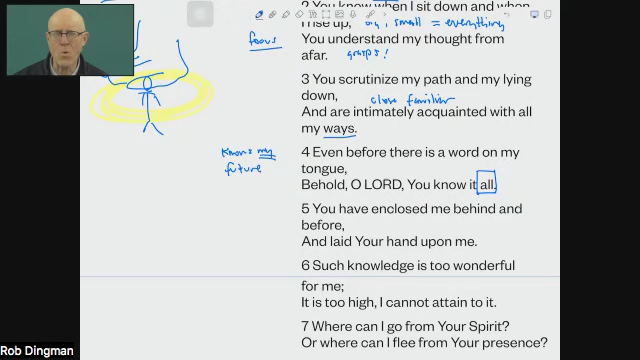 2 You know when I sit down and when
I rise up,
small = everything
focus
You understand my thought from
afar.
grasps!
3 You scrutinize my path and my lying
down,
close familiar
And are intimately acquainted with all
my ways.
knows my
future
4 Even before there is a word on my
tongue,
Behold, O LORD, You know it all.
5 You have enclosed me behind and
before,
And laid Your hand upon me.
6 Such knowledge is too wonderful
for me;
It is too high, I cannot attain to it.
7 Where can I go from Your Spirit?
Or where can I flee from Your presence?
Rob Dingman